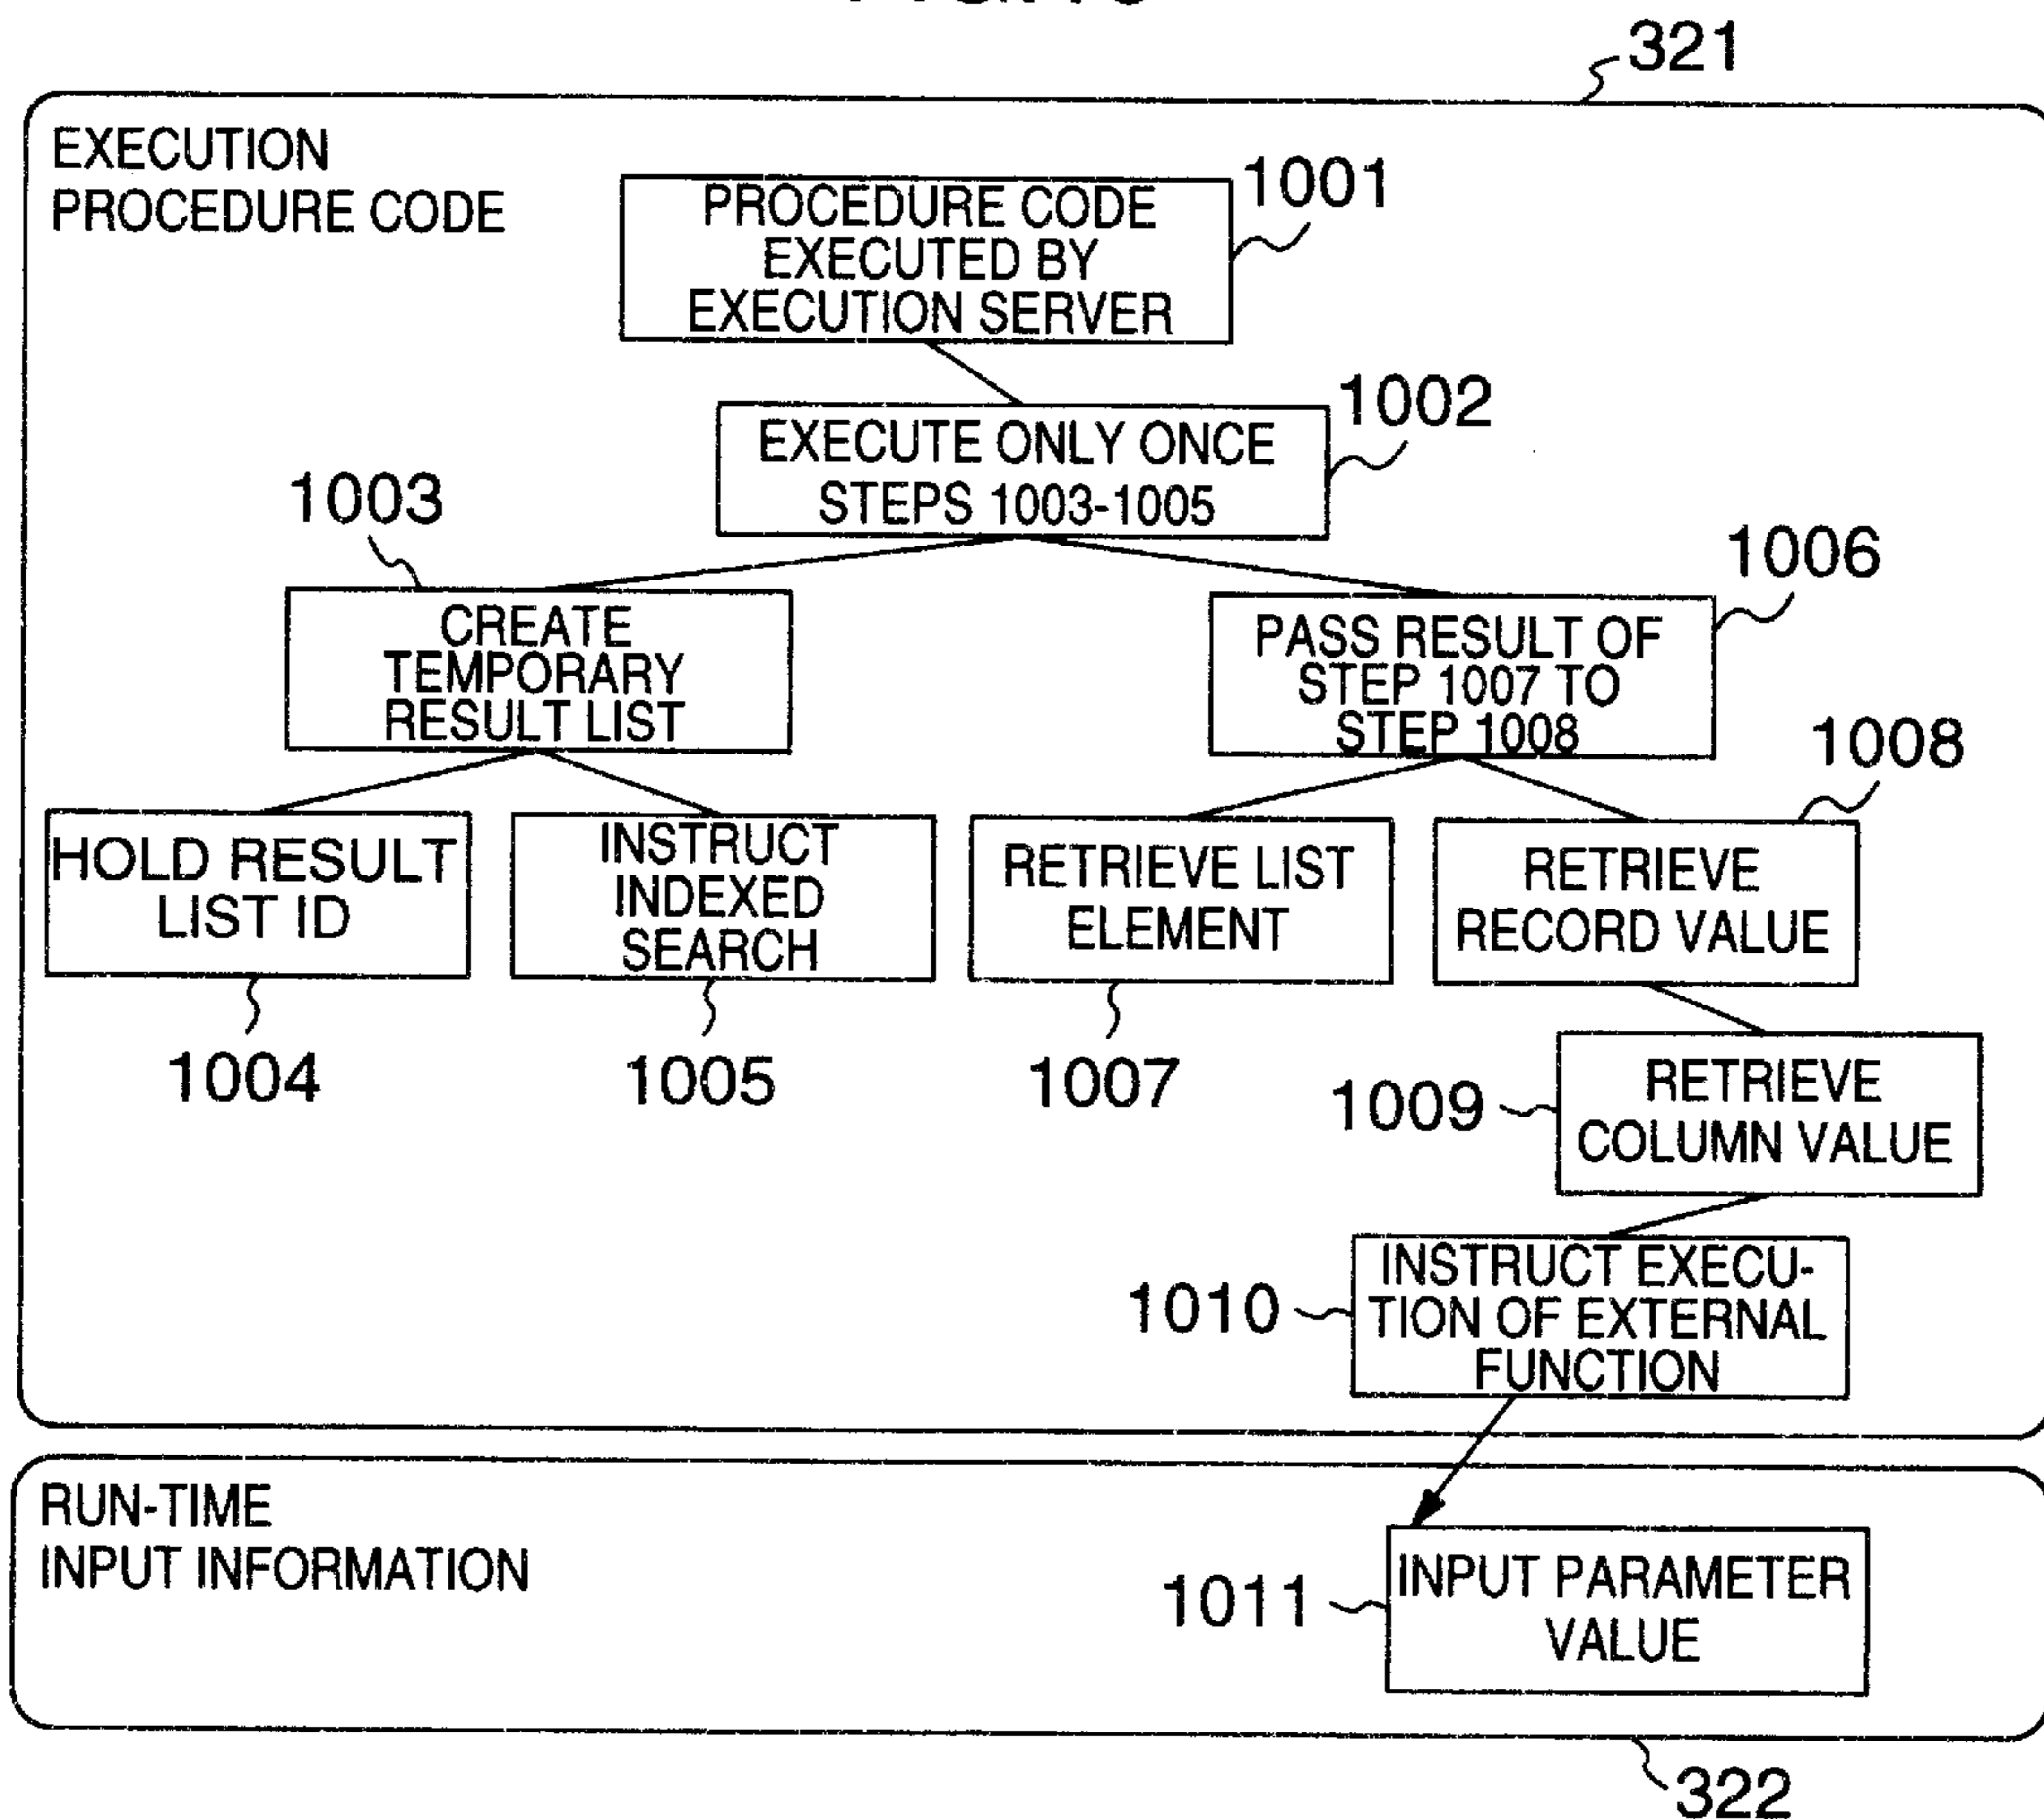 321
EXECUTION
PROCEDURE CODE
PROCEDURE CODE
EXECUTED BY
EXECUTION SERVER
1001
EXECUTE ONLY ONCE
STEPS 1003-1005
1002
1003
CREATE
TEMPORARY
RESULT LIST
1006
PASS RESULT OF
STEP 1007 TO
STEP 1008
1008
HOLD RESULT
LIST ID
INSTRUCT
INDEXED
SEARCH
RETRIEVE LIST
ELEMENT
RETRIEVE
RECORD VALUE
1004
1005
1007
1009
RETRIEVE
COLUMN VALUE
1010
INSTRUCT EXECU-
TION OF EXTERNAL
FUNCTION
RUN-TIME
INPUT INFORMATION
1011
INPUT PARAMETER
VALUE
322